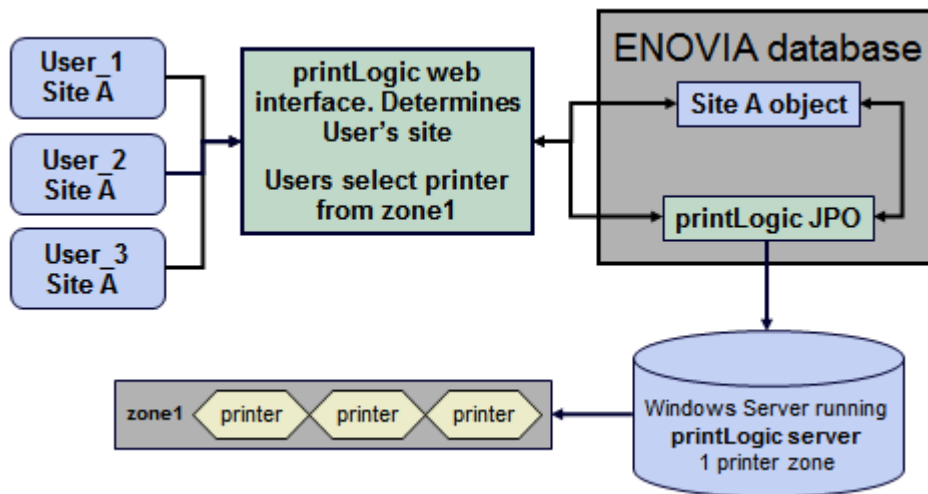 User_1
Site A
User_2
Site A
User_3
Site A
printLogic web
interface. Determines
User's site
Users select printer
from zone1
ENOVIA database
Site A object
printLogic JPO
Windows Server running
printLogic server
1 printer zone
zone1
printer
printer
printer